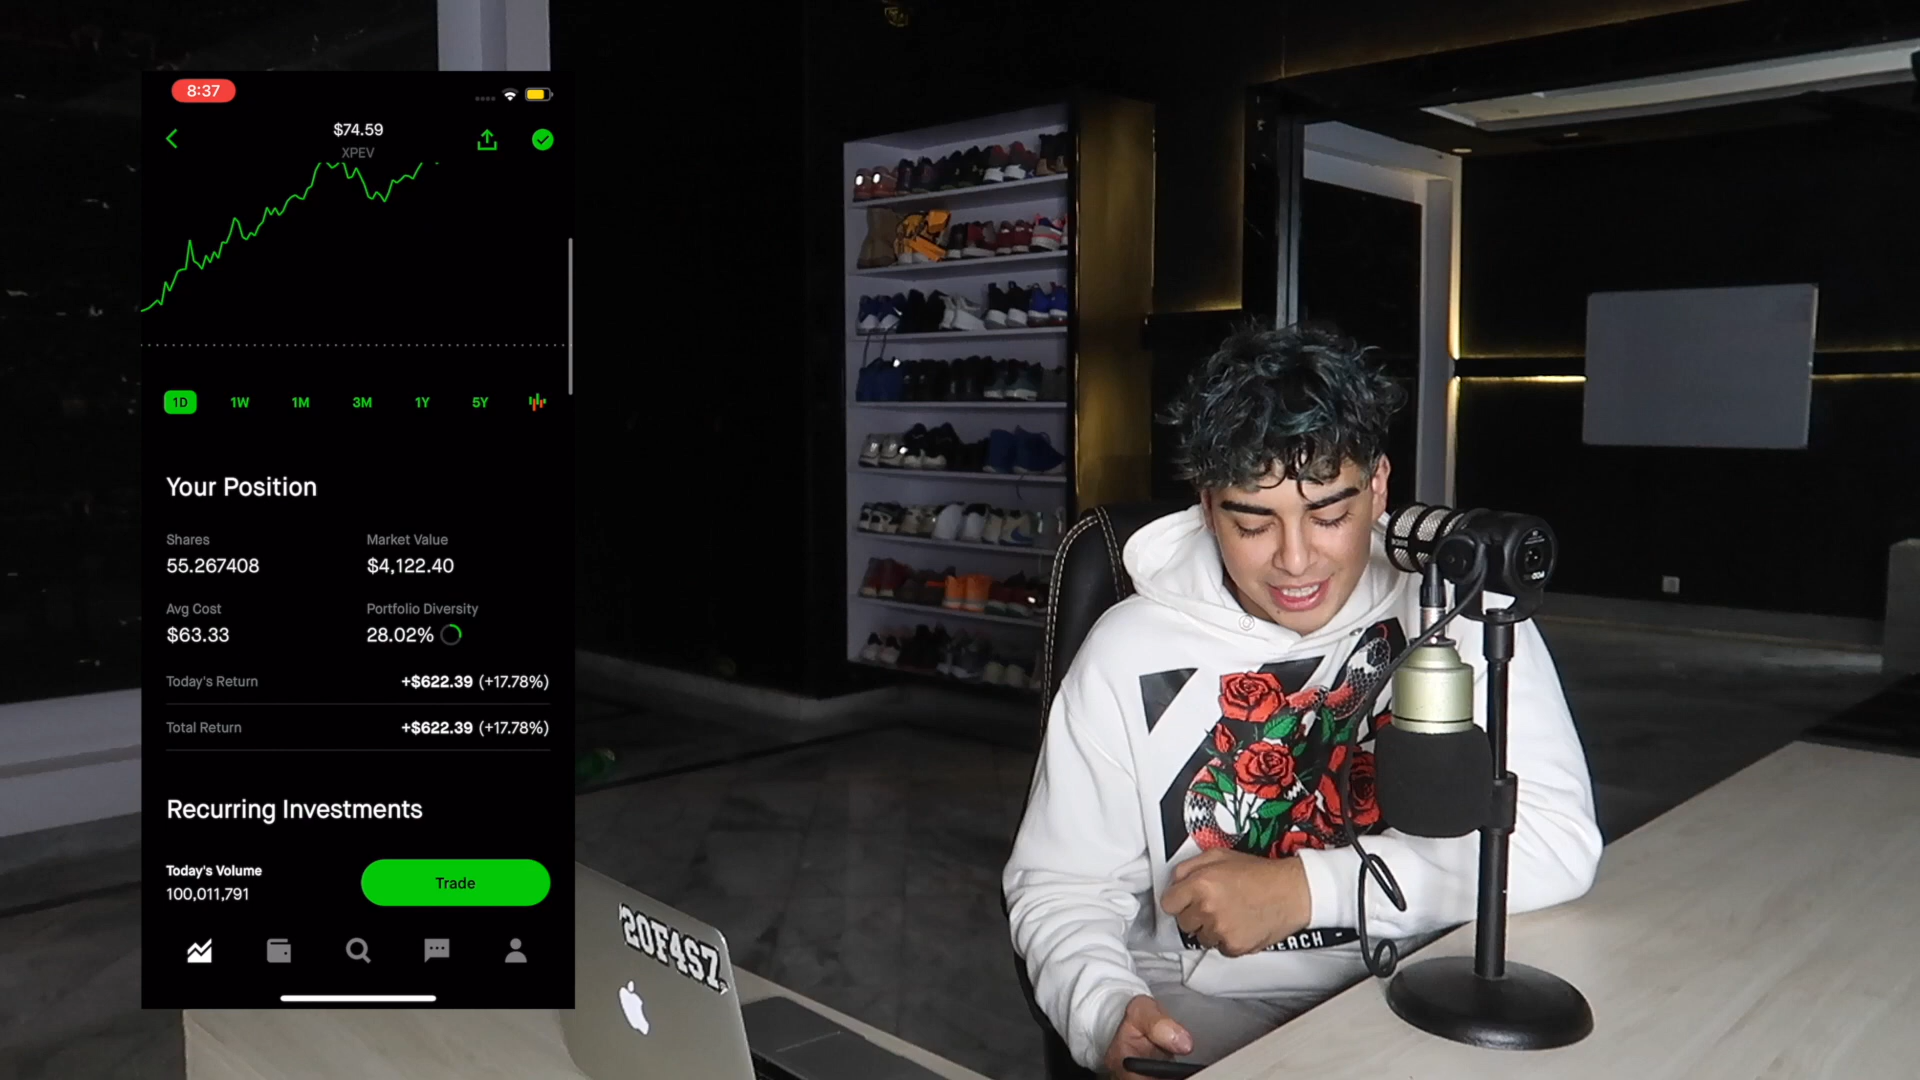 8:37
$74.59
XPEV
1D 1W 1M 3M 1Y 5Y
Your Position
Shares Market Value
55.267408 $4,122.40
Avg Cost Portfolio Diversity
$63.33 28.02%
Today's Return +$622.39 (+17.78%)
Total Return +$622.39 (+17.78%)
Recurring Investments
Today's Volume
100,011,791
Trade
20F4SZ